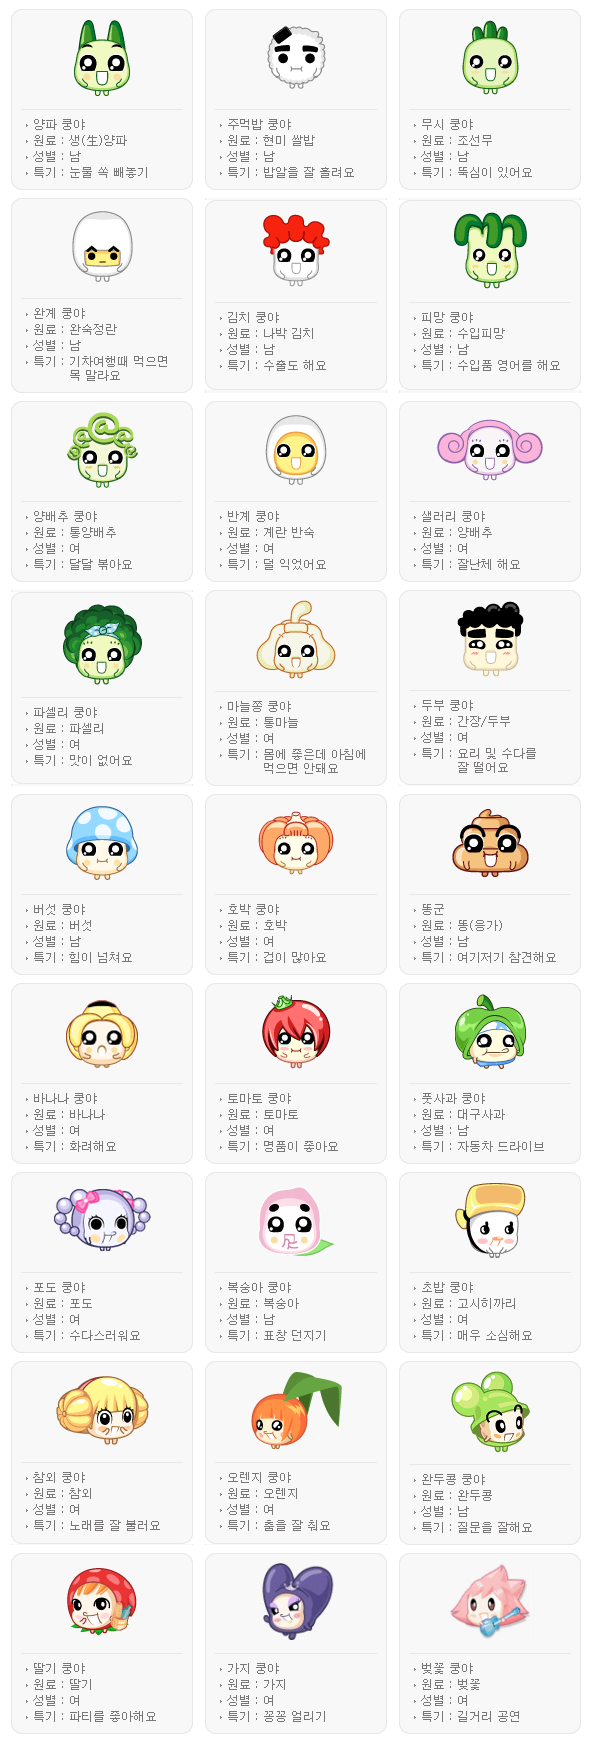 양파 쿵야
원료 : 생(生)양파
성별 : 남
특기 : 눈물 쏙 빼놓기
주먹밥 쿵야
원료 : 현미 쌀밥
성별 : 남
특기 : 밥알을 잘 흘려요
무시 쿵야
원료 : 조선무
성별 : 남
특기 : 뚝심이 있어요
완계 쿵야
원료 : 완숙정란
성별 : 남
특기 : 기차여행때 먹으면
목 말라요
김치 쿵야
원료 : 나박 김치
성별 : 남
특기 : 수출도 해요
피망 쿵야
원료 : 수입피망
성별 : 남
특기 : 수입품 영어를 해요
양배추 쿵야
원료 : 통양배추
성별 : 여
특기 : 달달 볶아요
반계 쿵야
원료 : 계란 반숙
성별 : 여
특기 : 덜 익었어요
샐러리 쿵야
원료 : 양배추
성별 : 여
특기 : 잘난체 해요
파셀리 쿵야
원료 : 파셀리
성별 : 여
특기 : 맛이 없어요
마늘쫑 쿵야
원료 : 통마늘
성별 : 여
특기 : 몸에 좋은데 아침에
먹으면 안돼요
두부 쿵야
원료 : 간장/두부
성별 : 여
특기 : 요리 및 수다를
잘 떨어요
버섯 쿵야
원료 : 버섯
성별 : 남
특기 : 힘이 넘쳐요
호박 쿵야
원료 : 호박
성별 : 여
특기 : 겁이 많아요
똥군
원료 : 똥(응가)
성별 : 남
특기 : 여기저기 참견해요
바나나 쿵야
원료 : 바나나
성별 : 여
특기 : 화려해요
토마토 쿵야
원료 : 토마토
성별 : 여
특기 : 명품이 좋아요
풋사과 쿵야
원료 : 대구사과
성별 : 남
특기 : 자동차 드라이브
포도 쿵야
원료 : 포도
성별 : 여
특기 : 수다스러워요
복숭아 쿵야
원료 : 복숭아
성별 : 남
특기 : 표창 던지기
초밥 쿵야
원료 : 고시히까리
성별 : 여
특기 : 매우 소심해요
참외 쿵야
원료 : 참외
성별 : 여
특기 : 노래를 잘 불러요
오렌지 쿵야
원료 : 오렌지
성별 : 여
특기 : 춤을 잘 춰요
완두콩 쿵야
원료 : 완두콩
성별 : 남
특기 : 질문을 잘해요
딸기 쿵야
원료 : 딸기
성별 : 여
특기 : 파티를 좋아해요
가지 쿵야
원료 : 가지
성별 : 여
특기 : 꽁꽁 얼리기
벚꽃 쿵야
원료 : 벚꽃
성별 : 여
특기 : 길거리 공연